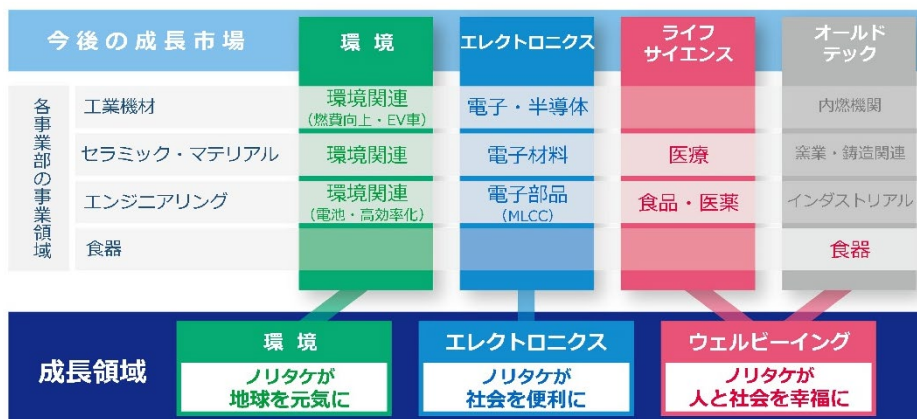 今後の成長市場
環境
エレクトロニクス
ライフ
サイエンス
オールド
テック
各事業部の事業領域
工業機材
環境関連
(燃費向上・EV車)
電子・半導体
内燃機関
セラミック・マテリアル
環境関連
電子材料
医療
窯業・鋳造関連
エンジニアリング
環境関連
(電池・高効率化)
電子部品
(MLCC)
食品・医薬
インダストリアル
食器
食器
成長領域
環境
ノリタケが
地球を元気に
エレクトロニクス
ノリタケが
社会を便利に
ウェルビーイング
ノリタケが
人と社会を幸福に